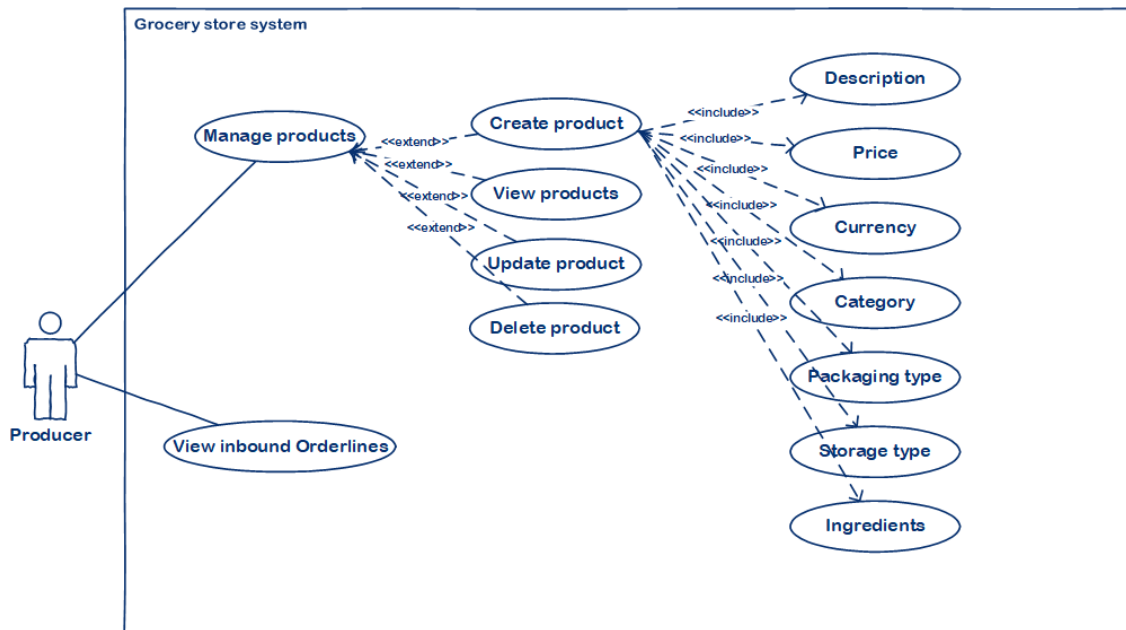 Grocery store system
Description
<<include>>
Create product
Manage products
<<extend>>
<<include>>
Price
<<extend>>
<<include>>
View products
<<extend>>
<<include>>
Currency
<<extend>>
<<include>>
Update product
<<include>>
Category
<<include>>
Delete product
Packaging type
Producer
View inbound Orderlines
Storage type
Ingredients